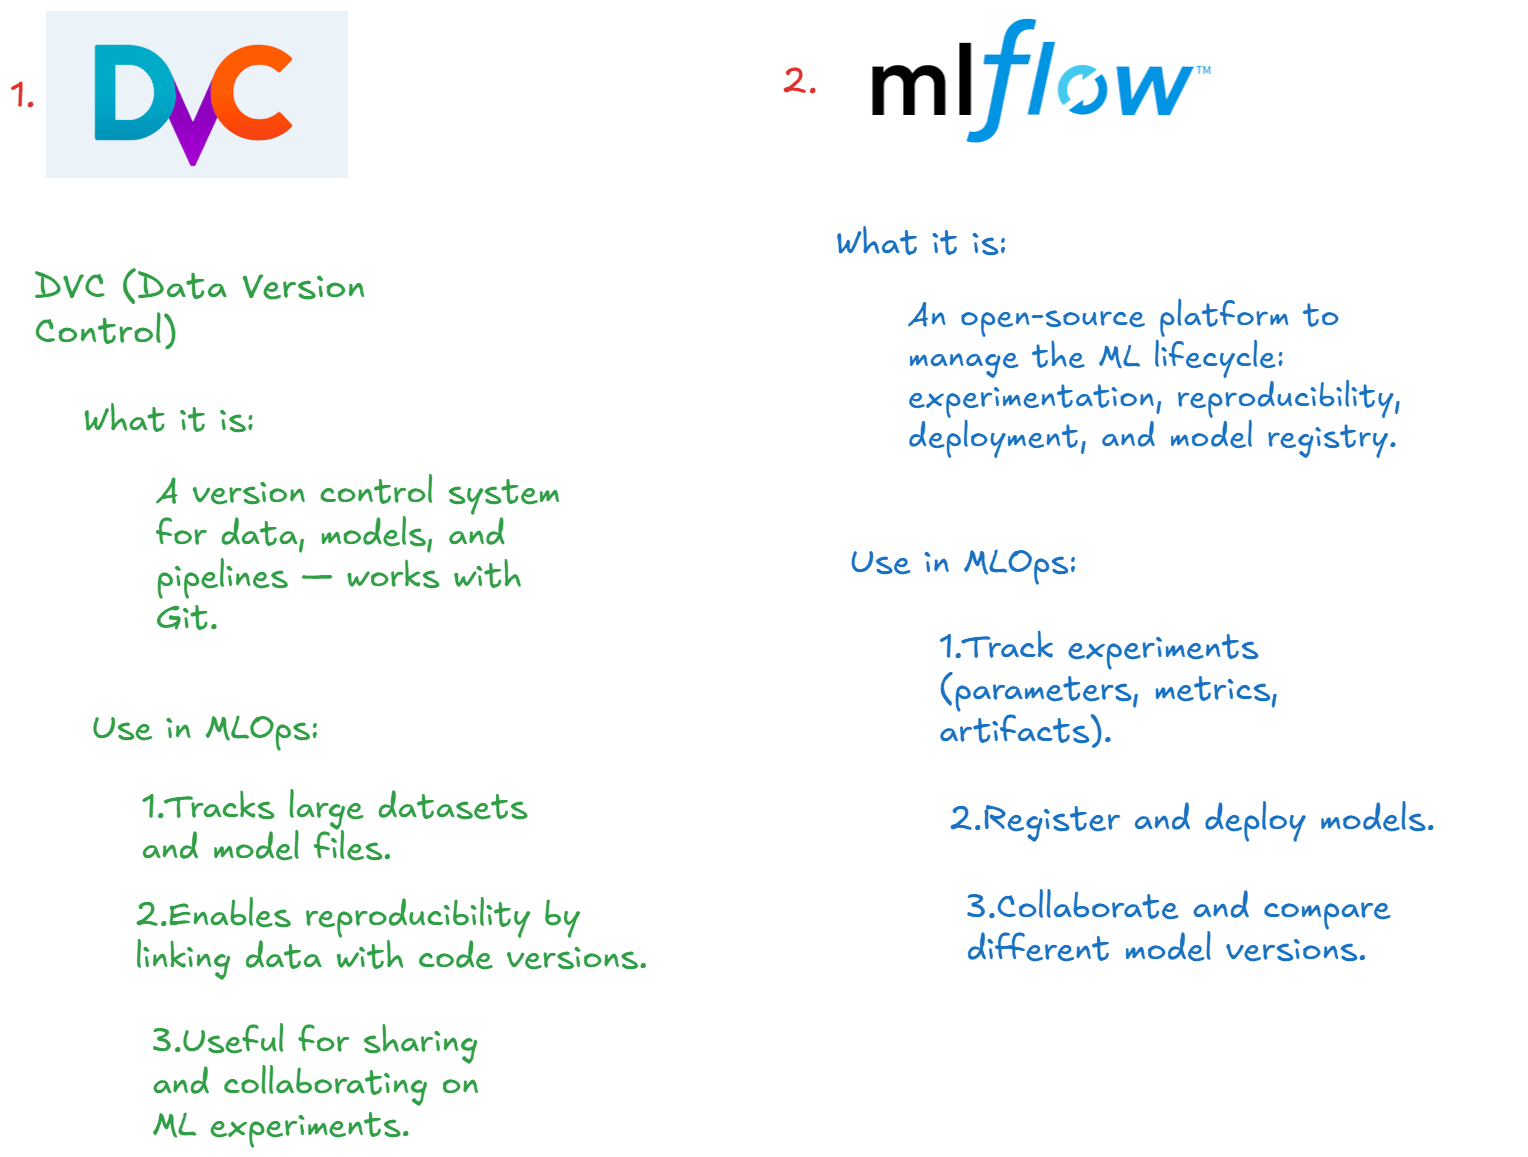 1.
DVC
DVC (Data Version
Control)
What it is:
A version control system
for data, models, and
pipelines — works with
Git.
Use in MLOps:
1.Tracks large datasets
and model files.
2.Enables reproducibility by
linking data with code versions.
3.Useful for sharing
and collaborating on
ML experiments.
2.
mlflow™
What it is:
An open-source platform to
manage the ML lifecycle:
experimentation, reproducibility,
deployment, and model registry.
Use in MLOps:
1.Track experiments
(parameters, metrics,
artifacts).
2.Register and deploy models.
3.Collaborate and compare
different model versions.